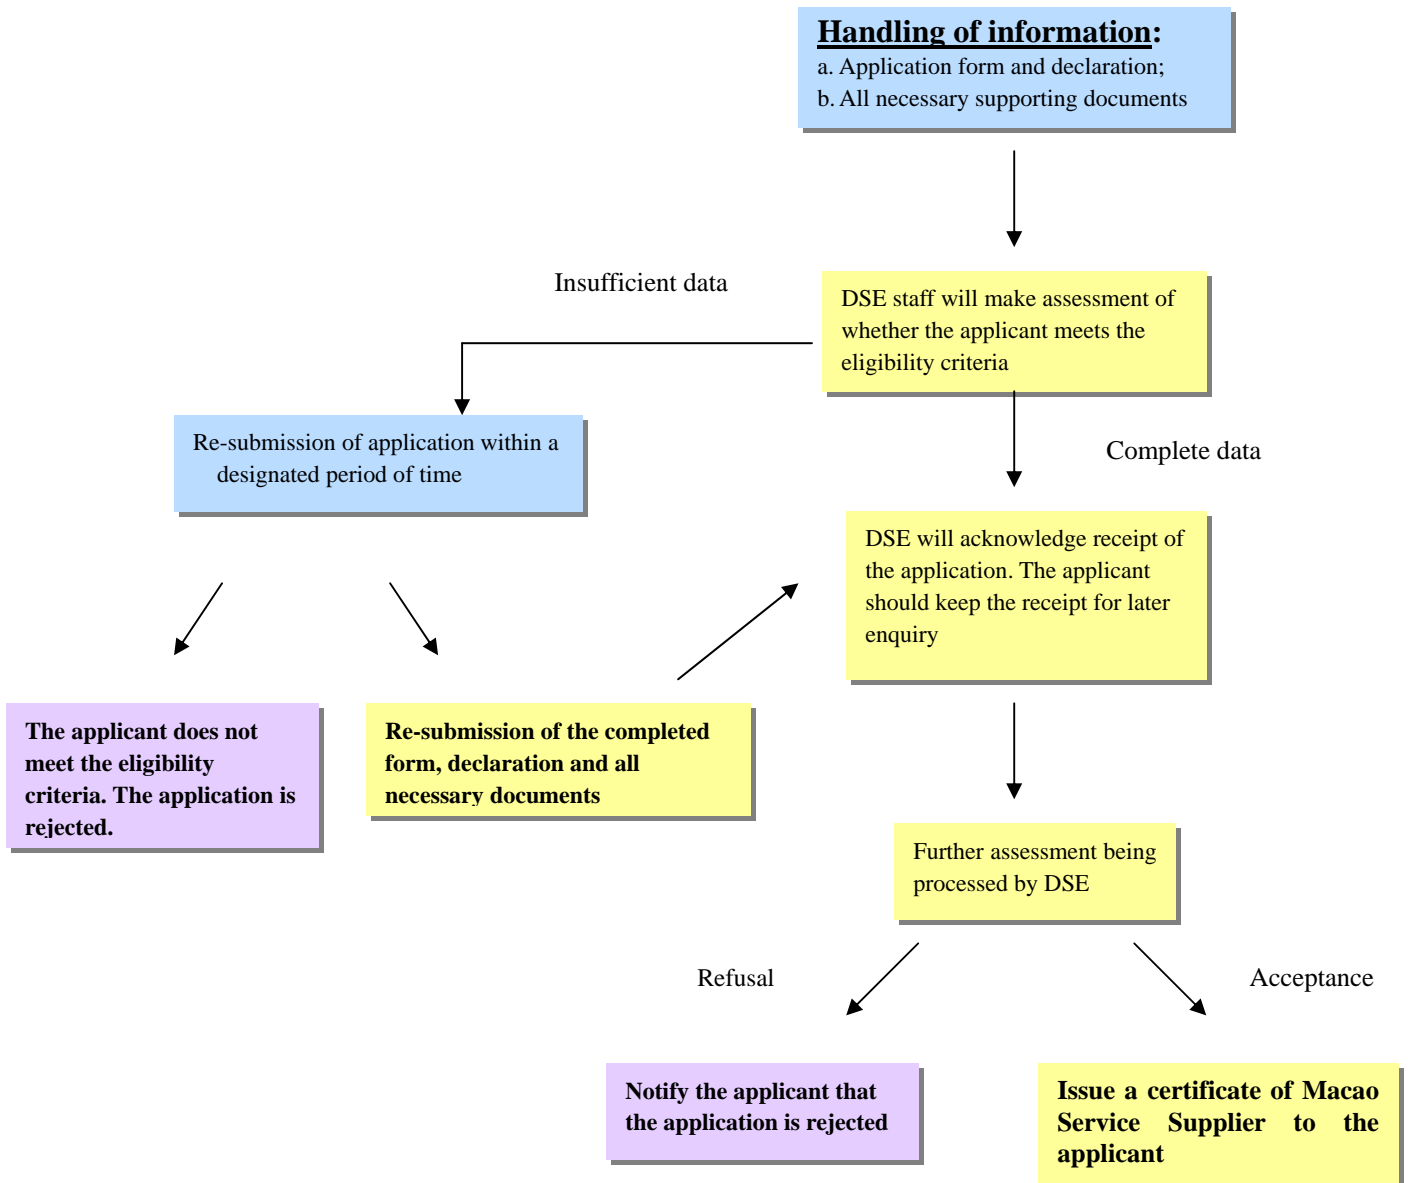 Handling of information:
a. Application form and declaration;
b. All necessary supporting documents
Insufficient data
DSE staff will make assessment of
whether the applicant meets the
eligibility criteria
Re-submission of application within a
designated period of time
Complete data
DSE will acknowledge receipt of
the application. The applicant
should keep the receipt for later
enquiry
The applicant does not
meet the eligibility
criteria. The application is
rejected.
Re-submission of the completed
form, declaration and all
necessary documents
Further assessment being
processed by DSE
Refusal
Acceptance
Notify the applicant that
the application is rejected
Issue a certificate of Macao
Service Supplier to the
applicant